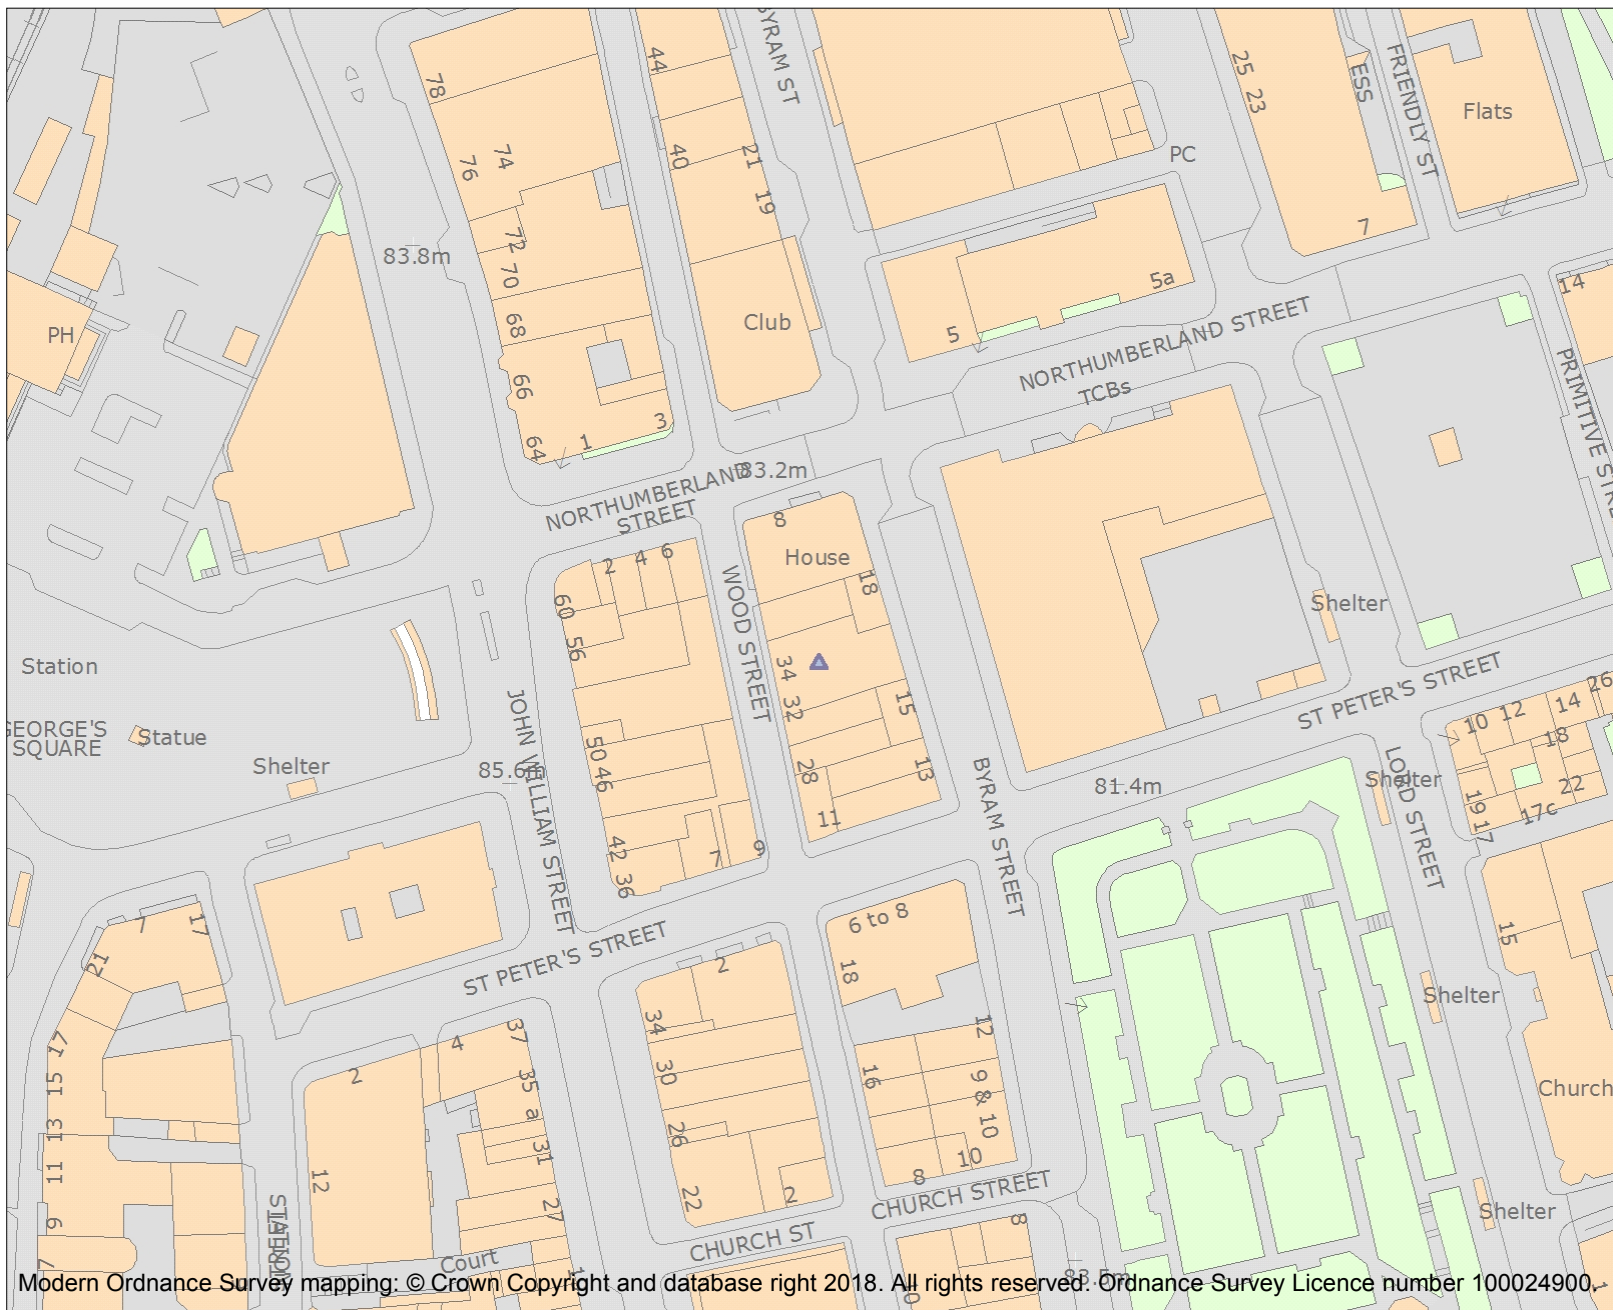 BYRAM ST
FRIENDLY ST
ESS
44
25
23
78
Flats
74
76
40
21
PC
19
72
83.8m
7
70
5a
14
68
Club
5
PH
NORTHUMBERLAND STREET
TCBs
66
PRIMITIVE STRE
3
1
64
83.2m
NORTHUMBERLAND
STREET
8
2
4
6
House
18
60
WOOD STREET
Shelter
56
Station
34
32
15
ST PETER'S STREET
26
14
12
10
18
GEORGE'S
SQUARE
Statue
JOHN WILLIAM STREET
50
46
28
13
Shelter
85.6m
81.4m
Shelter
LORD STREET
22
19
17
17c
BYRAM STREET
11
42
36
7
9
6 to 8
18
7
17
21
ST PETER'S STREET
2
15
Shelter
34
37
12
4
17
2
30
16
35 a
9 & 10
15
13
26
31
Church
11
12
10
8
22
2
27
CHURCH STREET
9
STATION
STREET
Shelter
8
CHURCH ST
7
Court
83.5m
Modern Ordnance Survey mapping: © Crown Copyright and database right 2018. All rights reserved. Ordnance Survey Licence number 100024900.